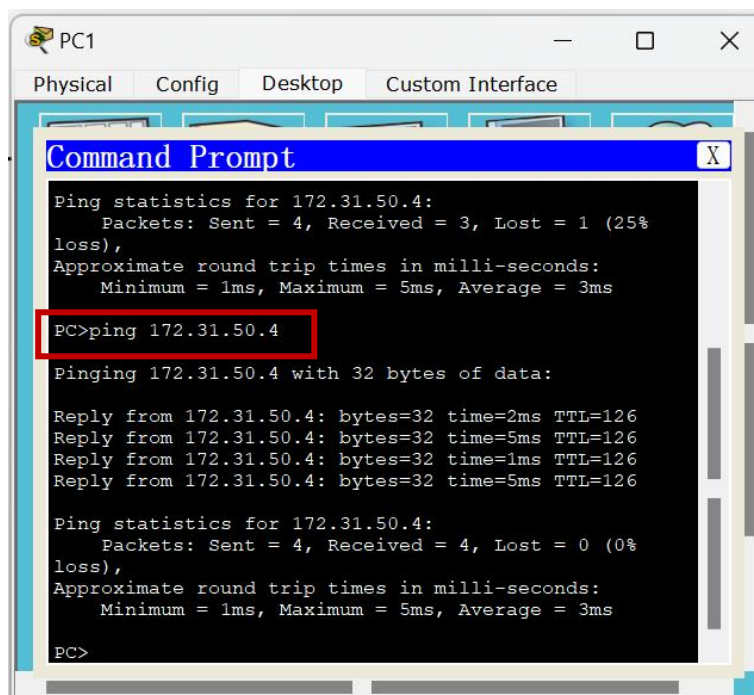 PC1
Physical Config Desktop Custom Interface
Command Prompt X
Ping statistics for 172.31.50.4:
Packets: Sent = 4, Received = 3, Lost = 1 (25%
loss),
Approximate round trip times in milli-seconds:
Minimum = 1ms, Maximum = 5ms, Average = 3ms
PC>ping 172.31.50.4
Pinging 172.31.50.4 with 32 bytes of data:
Reply from 172.31.50.4: bytes=32 time=2ms TTL=126
Reply from 172.31.50.4: bytes=32 time=5ms TTL=126
Reply from 172.31.50.4: bytes=32 time=1ms TTL=126
Reply from 172.31.50.4: bytes=32 time=5ms TTL=126
Ping statistics for 172.31.50.4:
Packets: Sent = 4, Received = 4, Lost = 0 (0%
loss),
Approximate round trip times in milli-seconds:
Minimum = 1ms, Maximum = 5ms, Average = 3ms
PC>